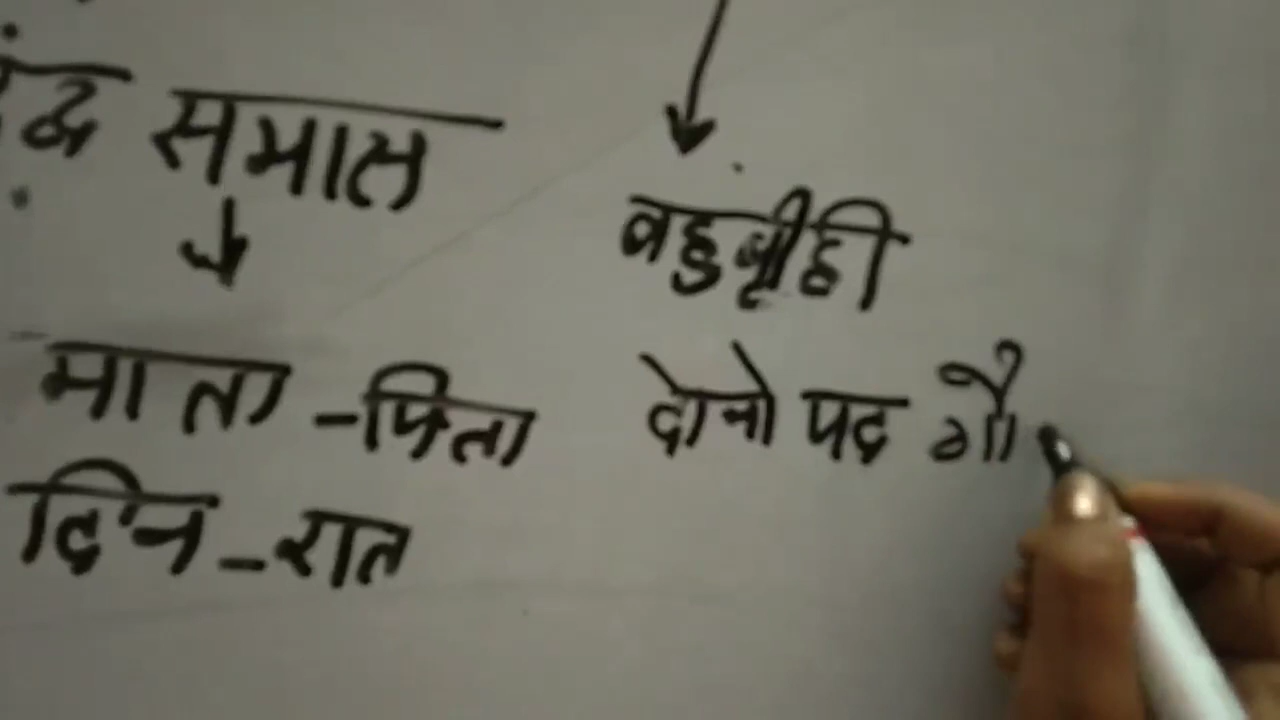 द्वंद्व समास
बहुब्रीही
माता - पिता
दोनो पद गौ
दिन - रात